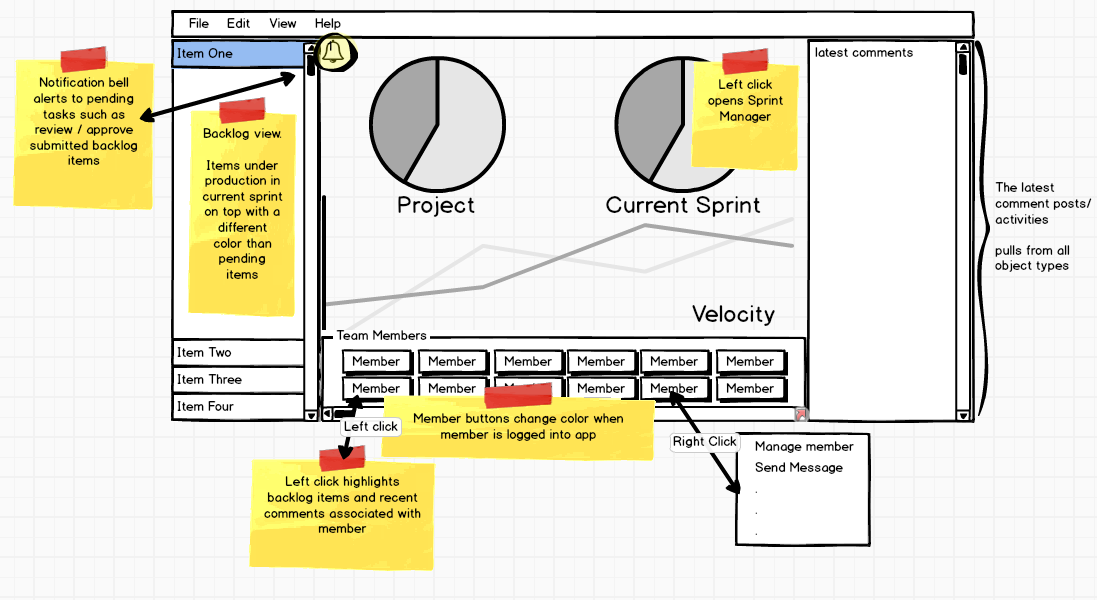 File Edit View Help
Item One
Notification bell
alerts to pending
tasks such as
review / approve
submitted backlog
items
Backlog view.
Items under
production in
current sprint
on top with a
different
color than
pending
items
Item Two
Item Three
Item Four
Project
Current Sprint
Left click
opens Sprint
Manager
Velocity
latest comments
The latest
comment posts/
activities
pulls from all
object types
Team Members
Member Member Member Member Member Member
Member Member Member Member Member Member
Member buttons change color when
member is logged into app
Left click
Left click highlights
backlog items and recent
comments associated with
member
Right Click
Manage member
Send Message
.
.
.